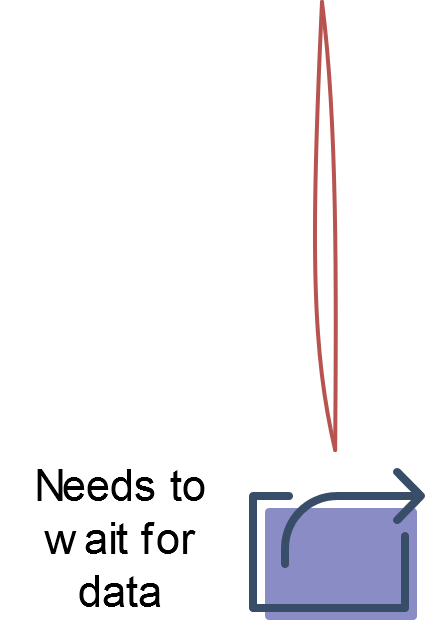 Needs to
wait for
data